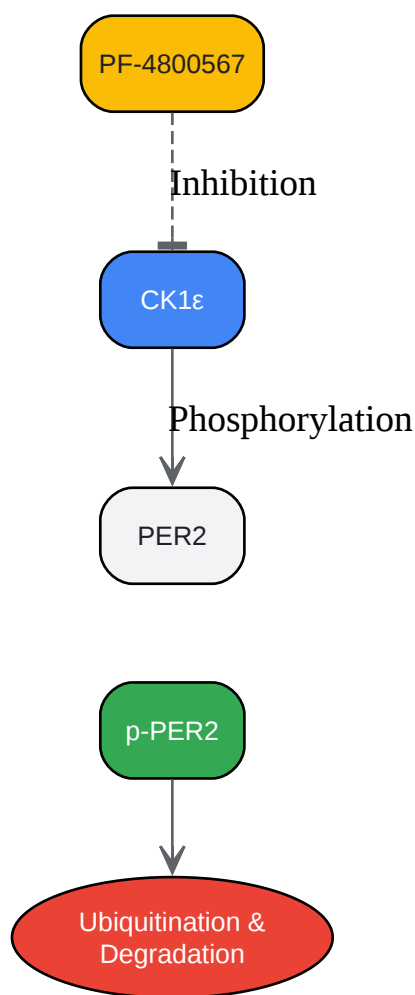 PF-4800567
Inhibition
CK1ε
Phosphorylation
PER2
p-PER2
Ubiquitination &
Degradation